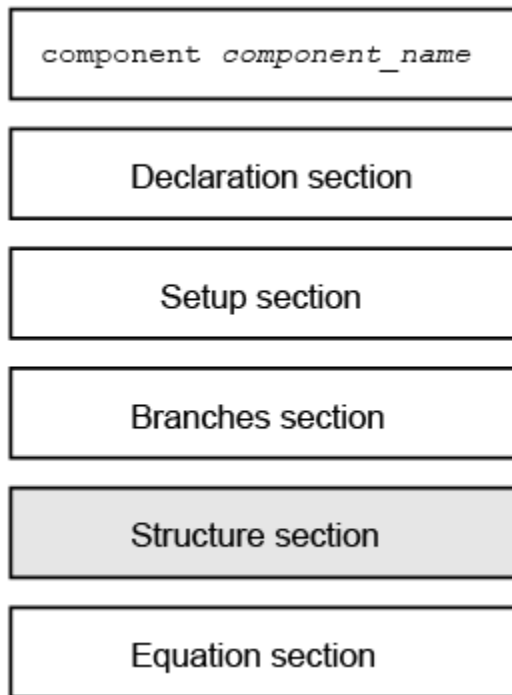 component component_name
Declaration section
Setup section
Branches section
Structure section
Equation section